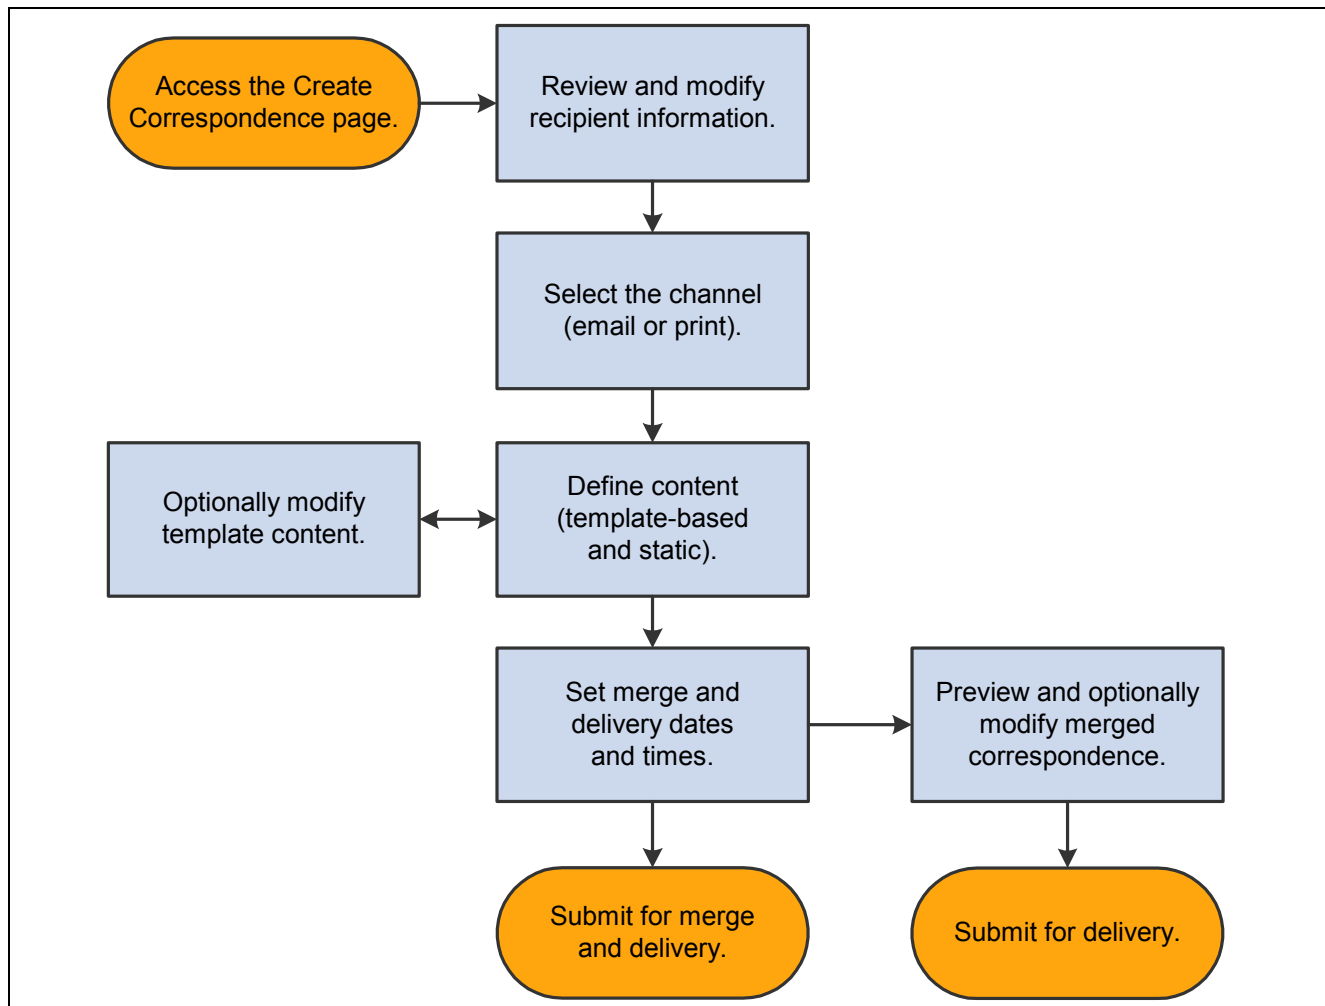 Access the Create
Correspondence page.
Review and modify
recipient information.
Select the channel
(email or print).
Optionally modify
template content.
Define content
(template-based
and static).
Set merge and
delivery dates
and times.
Preview and optionally
modify merged
correspondence.
Submit for merge
and delivery.
Submit for delivery.